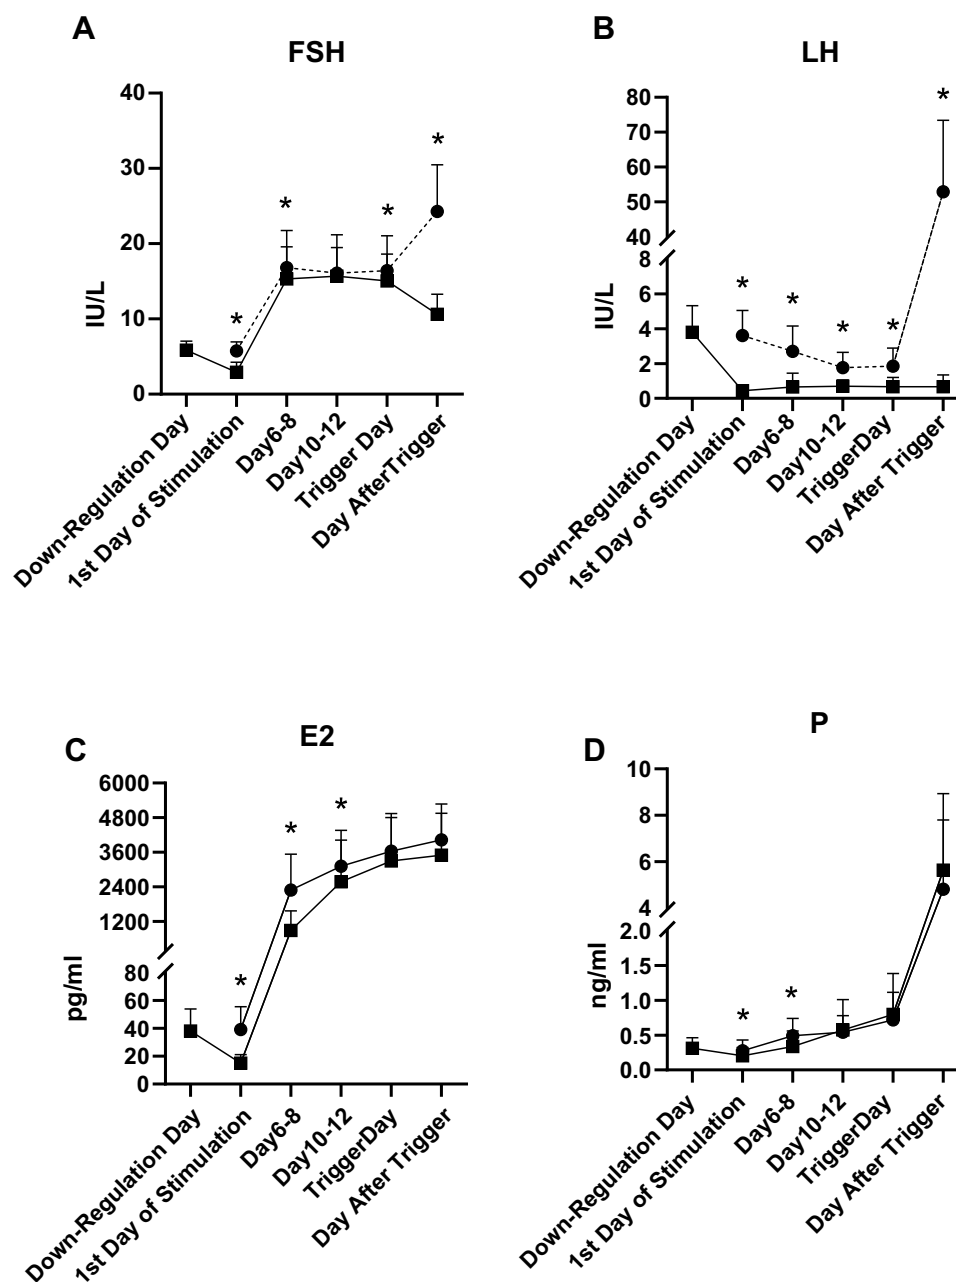 A
FSH
40
30
20
10
0
IU/L
*
*
*
*
Down-Regulation Day
1st Day of Stimulation
Day6-8
Day10-12
Trigger Day
Day AfterTrigger
B
LH
80
70
60
50
40
8
6
4
2
0
IU/L
*
*
*
*
*
Down-Regulation Day
1st Day of Stimulation
Day6-8
Day10-12
TriggerDay
Day After Trigger
C
E2
6000
4800
3600
2400
1200
80
60
40
20
0
pg/ml
*
*
*
Down-Regulation Day
1st Day of Stimulation
Day6-8
Day10-12
TriggerDay
Day After Trigger
D
P
10
8
6
4
2.0
1.5
1.0
0.5
0.0
ng/ml
*
*
Down-Regulation Day
1st Day of Stimulation
Day6-8
Day10-12
TriggerDay
Day After Trigger